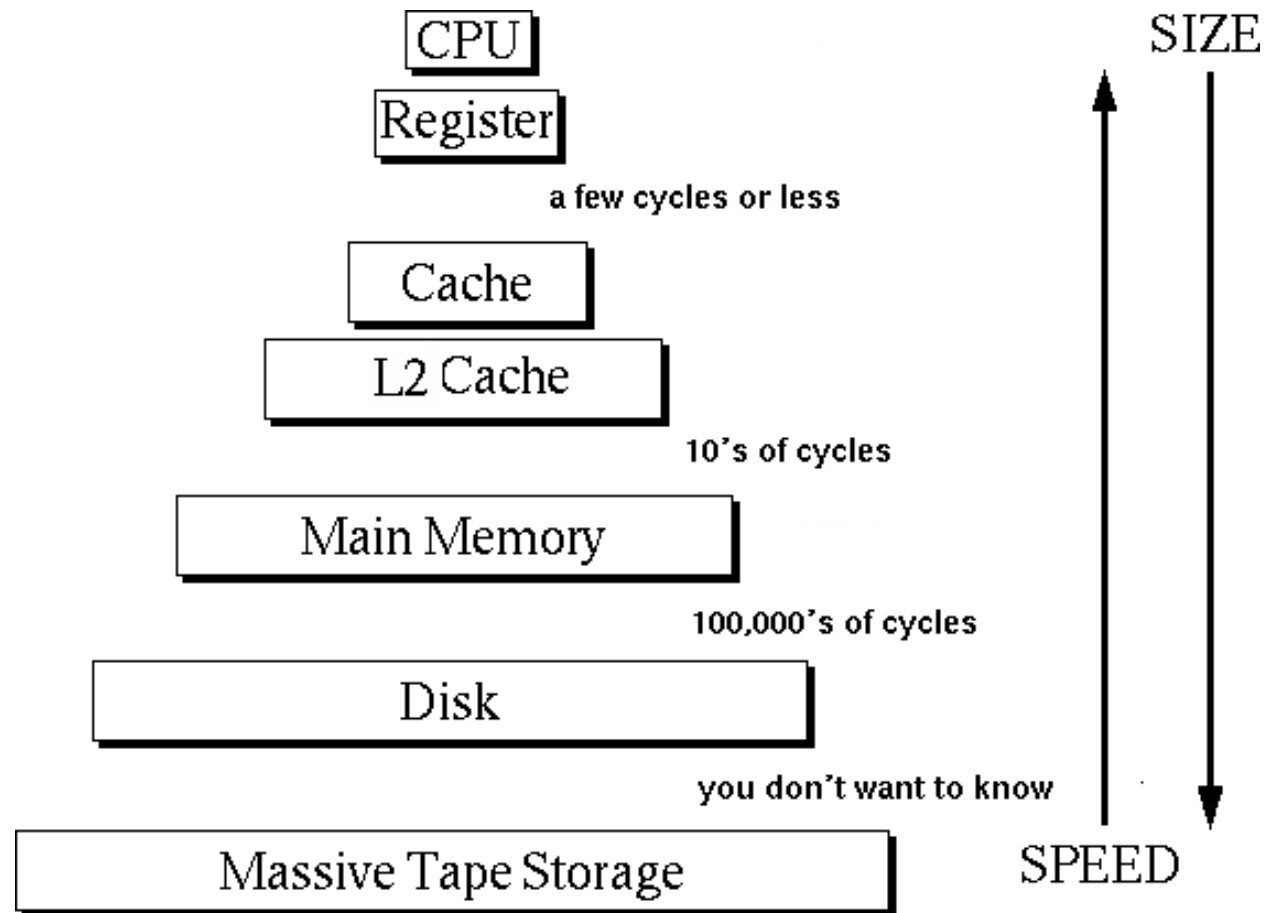 CPU
SIZE
Register
a few cycles or less
Cache
L2 Cache
10's of cycles
Main Memory
100,000's of cycles
Disk
you don't want to know
Massive Tape Storage
SPEED